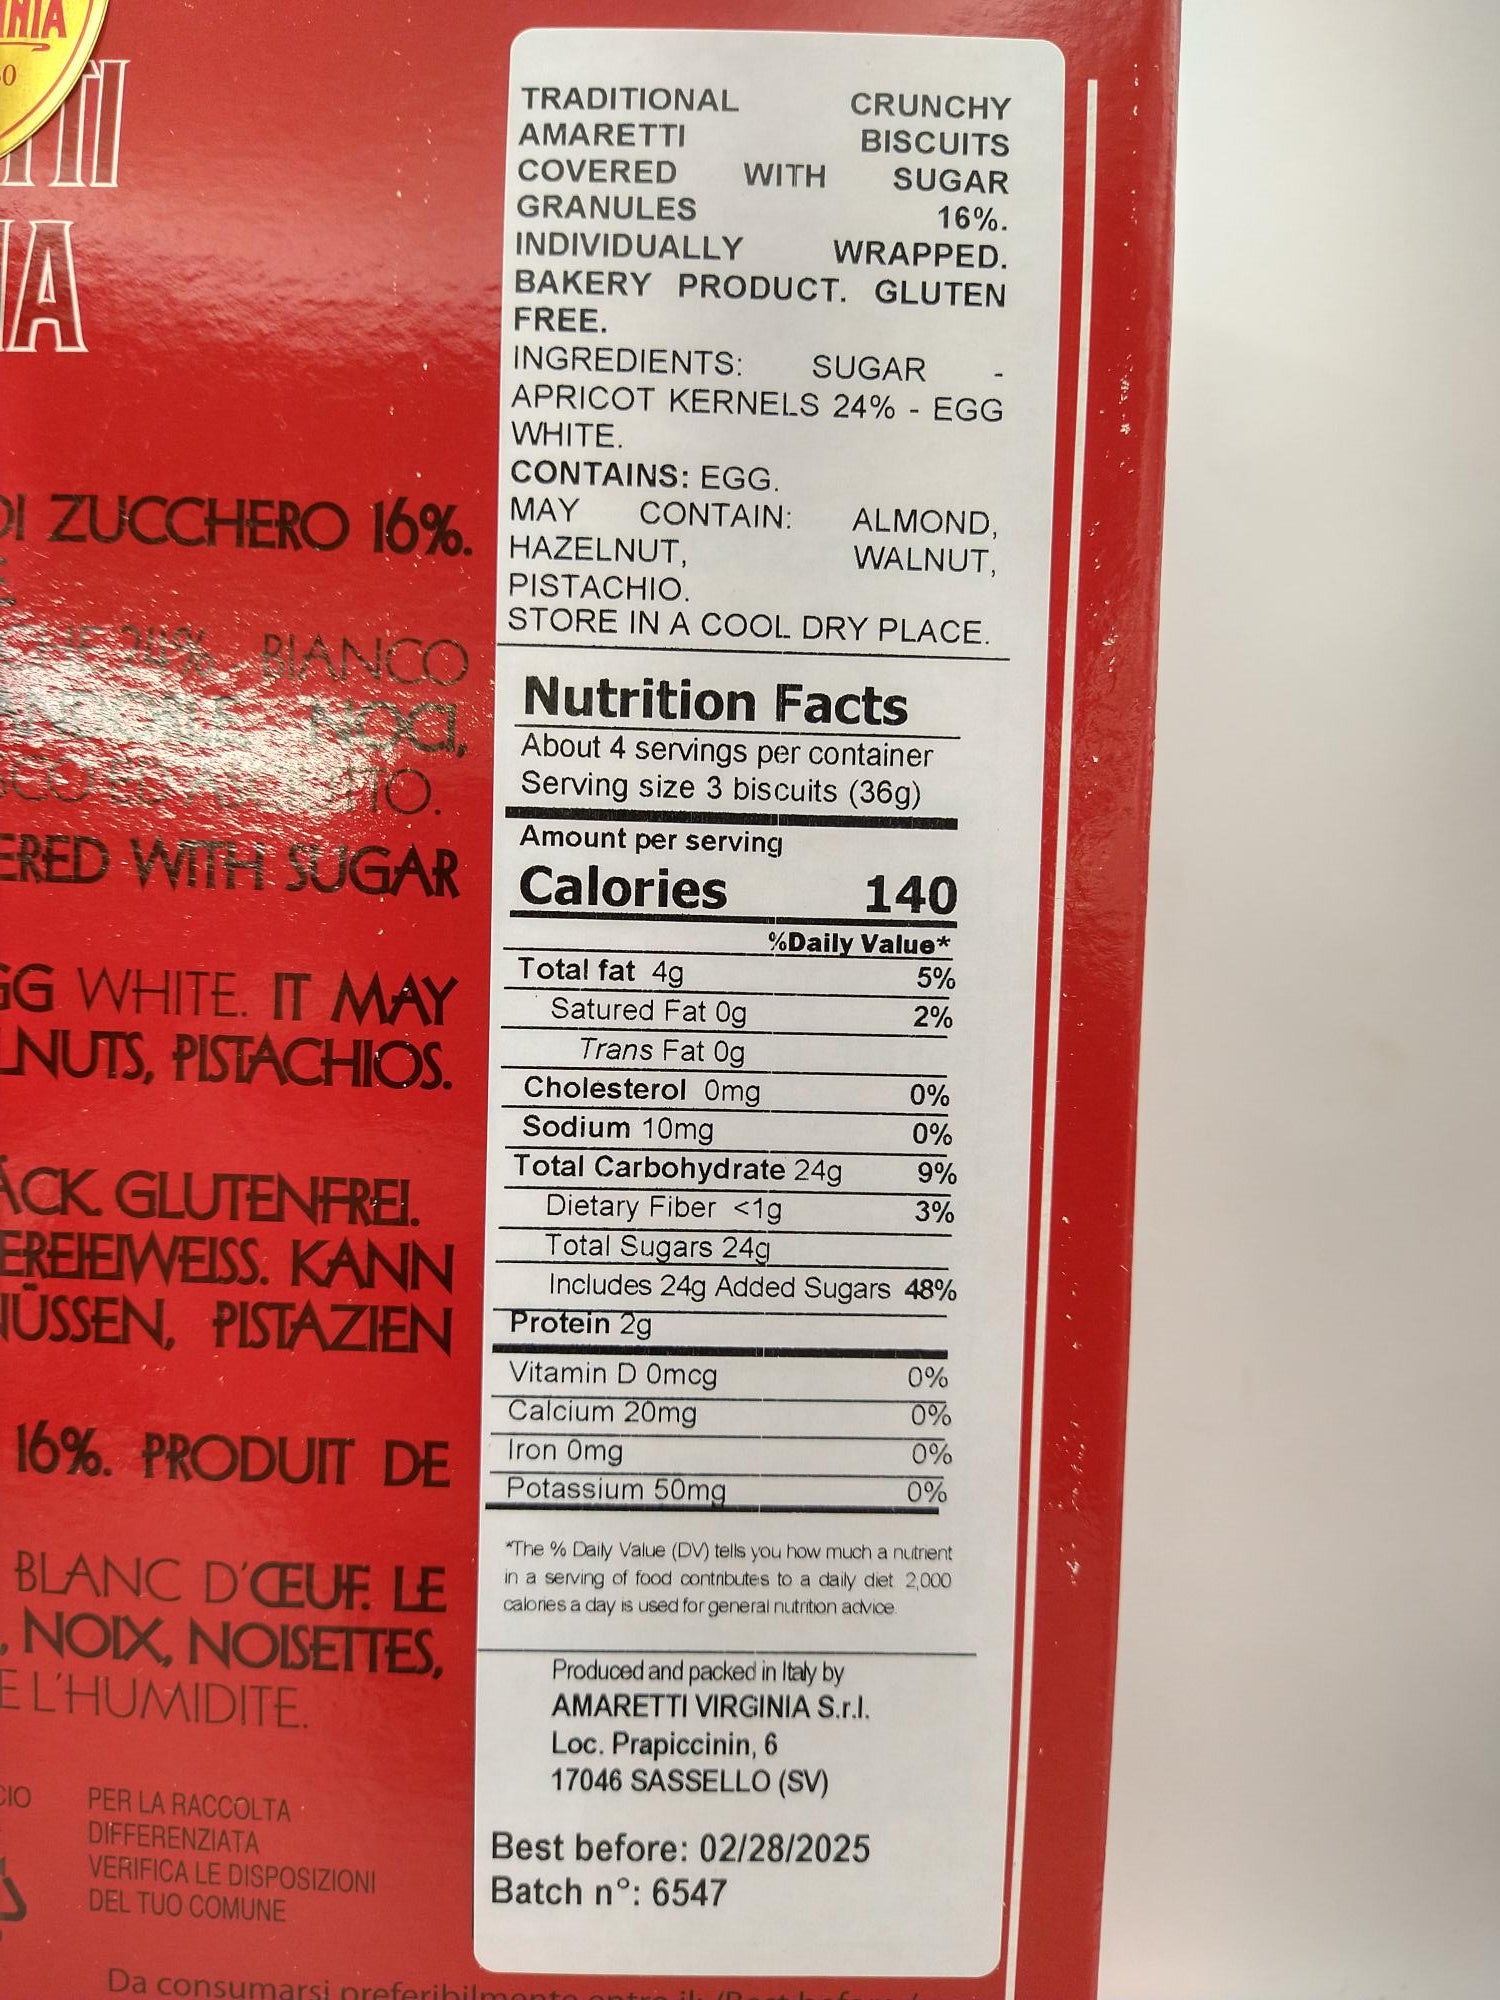 TRADITIONAL CRUNCHY
AMARETTI BISCUITS
COVERED WITH SUGAR
GRANULES 16%.
INDIVIDUALLY WRAPPED.
BAKERY PRODUCT. GLUTEN
FREE.
INGREDIENTS: SUGAR -
APRICOT KERNELS 24% - EGG
WHITE.
CONTAINS: EGG.
MAY CONTAIN: ALMOND,
HAZELNUT, WALNUT,
PISTACHIO.
STORE IN A COOL DRY PLACE.
Nutrition Facts
About 4 servings per container
Serving size 3 biscuits (36g)
Amount per serving
Calories 140
%Daily Value*
Total fat 4g 5%
Satured Fat 0g 2%
Trans Fat 0g
Cholesterol 0mg 0%
Sodium 10mg 0%
Total Carbohydrate 24g 9%
Dietary Fiber <1g 3%
Total Sugars 24g
Includes 24g Added Sugars 48%
Protein 2g
Vitamin D 0mcg 0%
Calcium 20mg 0%
Iron 0mg 0%
Potassium 50mg 0%
*The % Daily Value (DV) tells you how much a nutrient
in a serving of food contributes to a daily diet 2,000
calories a day is used for general nutrition advice.
Produced and packed in Italy by
AMARETTI VIRGINIA S.r.l.
Loc. Prapiccinin, 6
17046 SASSELLO (SV)
Best before: 02/28/2025
Batch n°: 6547
DI ZUCCHERO 16%.
24% BIANCO
NOCI,
ERED WITH SUGAR
GG WHITE. IT MAY
LNUTS, PISTACHIOS.
ACK. GLUTENFREI.
EREIEIWEISS. KANN
NÜSSEN, PISTAZIEN
16%. PRODUIT DE
BLANC D'ŒUF. LE
, NOIX, NOISETTES,
E L'HUMIDITE.
CIO
PER LA RACCOLTA
DIFFERENZIATA
VERIFICA LE DISPOSIZIONI
DEL TUO COMUNE
Da consumarsi